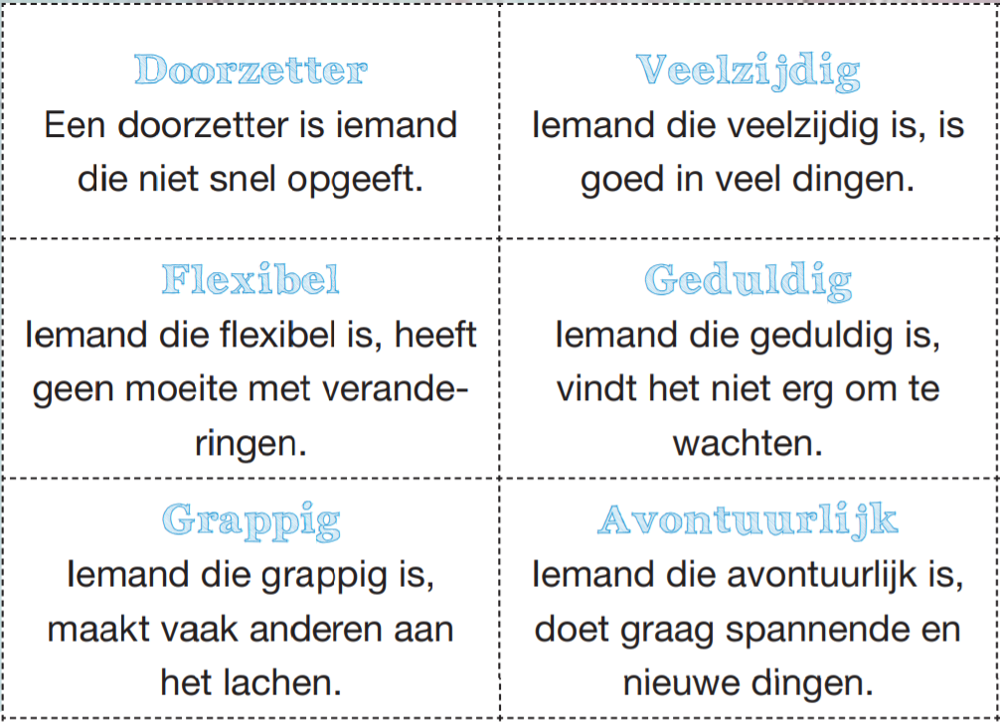 Doorzetter
Een doorzetter is iemand
die niet snel opgeeft.
Veelzijdig
Iemand die veelzijdig is, is
goed in veel dingen.
Flexibel
Iemand die flexibel is, heeft
geen moeite met verande-
ringen.
Geduldig
Iemand die geduldig is,
vindt het niet erg om te
wachten.
Grappig
Iemand die grappig is,
maakt vaak anderen aan
het lachen.
Avontuurlijk
Iemand die avontuurlijk is,
doet graag spannende en
nieuwe dingen.